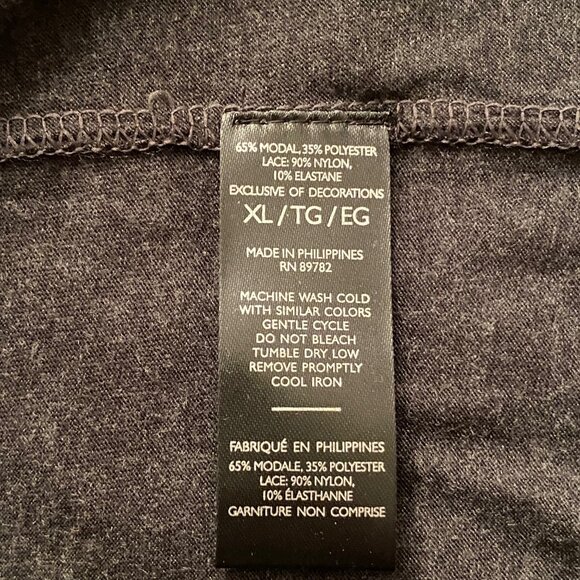 65% MODAL, 35% POLYESTER
LACE: 90% NYLON,
10% ELASTANE
EXCLUSIVE OF DECORATIONS
XL / TG / EG
MADE IN PHILIPPINES
RN 89782
MACHINE WASH COLD
WITH SIMILAR COLORS
GENTLE CYCLE
DO NOT BLEACH
TUMBLE DRY LOW
REMOVE PROMPTLY
COOL IRON
FABRIQUÉ EN PHILIPPINES
65% MODALE, 35% POLYESTER
LACE: 90% NYLON,
10% ÉLASTHANNE
GARNITURE NON COMPRISE